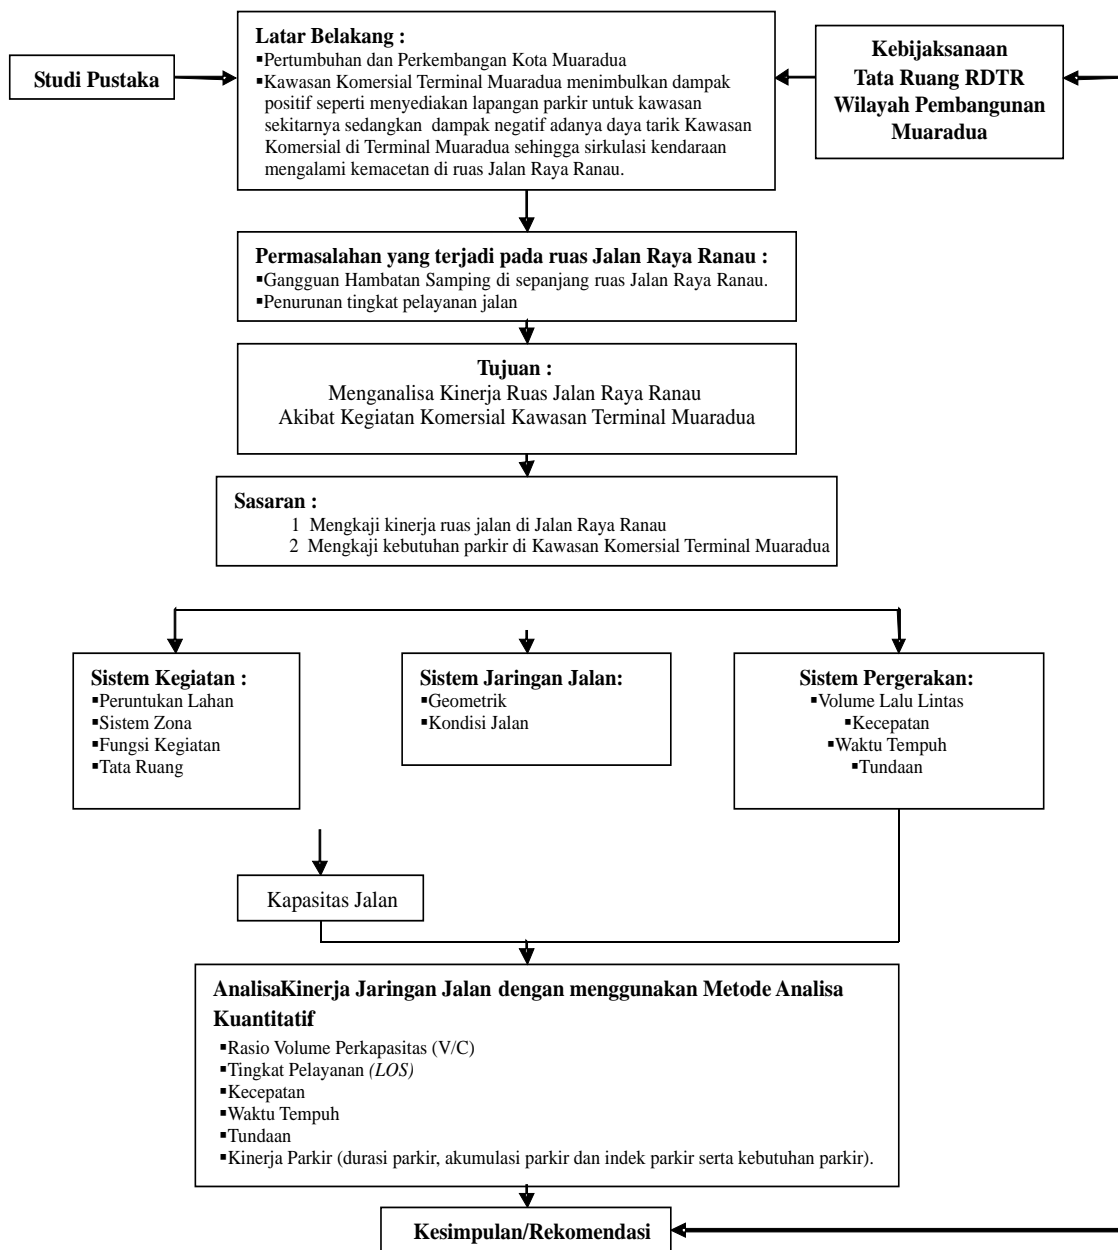 Studi Pustaka
Latar Belakang :
▪Pertumbuhan dan Perkembangan Kota Muaradua
▪Kawasan Komersial Terminal Muaradua menimbulkan dampak
positif seperti menyediakan lapangan parkir untuk kawasan
sekitarnya sedangkan dampak negatif adanya daya tarik Kawasan
Komersial di Terminal Muaradua sehingga sirkulasi kendaraan
mengalami kemacetan di ruas Jalan Raya Ranau.
Kebijaksanaan
Tata Ruang RDTR
Wilayah Pembangunan
Muaradua
Permasalahan yang terjadi pada ruas Jalan Raya Ranau :
▪Gangguan Hambatan Samping di sepanjang ruas Jalan Raya Ranau.
▪Penurunan tingkat pelayanan jalan
Tujuan :
Menganalisa Kinerja Ruas Jalan Raya Ranau
Akibat Kegiatan Komersial Kawasan Terminal Muaradua
Sasaran :
1 Mengkaji kinerja ruas jalan di Jalan Raya Ranau
2 Mengkaji kebutuhan parkir di Kawasan Komersial Terminal Muaradua
Sistem Kegiatan :
▪Peruntukan Lahan
▪Sistem Zona
▪Fungsi Kegiatan
▪Tata Ruang
Sistem Jaringan Jalan:
▪Geometrik
▪Kondisi Jalan
Sistem Pergerakan:
▪Volume Lalu Lintas
▪Kecepatan
▪Waktu Tempuh
▪Tundaan
Kapasitas Jalan
AnalisaKinerja Jaringan Jalan dengan menggunakan Metode Analisa
Kuantitatif
▪Rasio Volume Perkapasitas (V/C)
▪Tingkat Pelayanan (LOS)
▪Kecepatan
▪Waktu Tempuh
▪Tundaan
▪Kinerja Parkir (durasi parkir, akumulasi parkir dan indek parkir serta kebutuhan parkir).
Kesimpulan/Rekomendasi